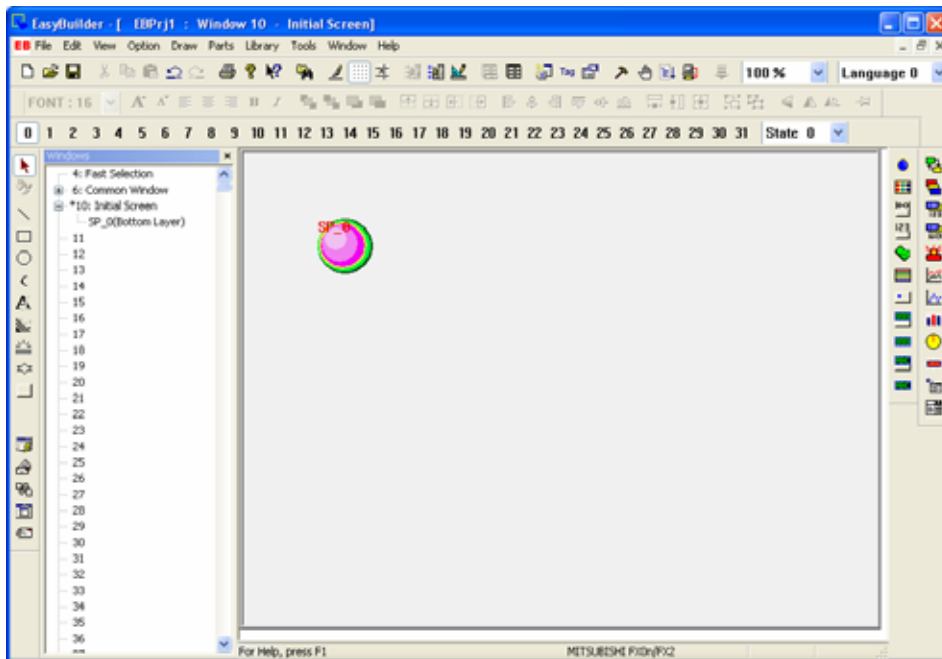 EasyBuilder - [ EBPrj1 : Window 10 - Initial Screen]
EB File Edit View Option Draw Parts Library Tools Window Help
Tag 100 % Language 0
FONT : 16 A A B I
0 1 2 3 4 5 6 7 8 9 10 11 12 13 14 15 16 17 18 19 20 21 22 23 24 25 26 27 28 29 30 31 State 0
Windows
4: Fast Selection
6: Common Window
*10: Initial Screen
SP_0(Bottom Layer)
11
12
13
14
15
16
17
18
19
20
21
22
23
24
25
26
27
28
29
30
31
32
33
34
35
36
SP_0
For Help, press F1 MITSUBISHI FX0n/FX2